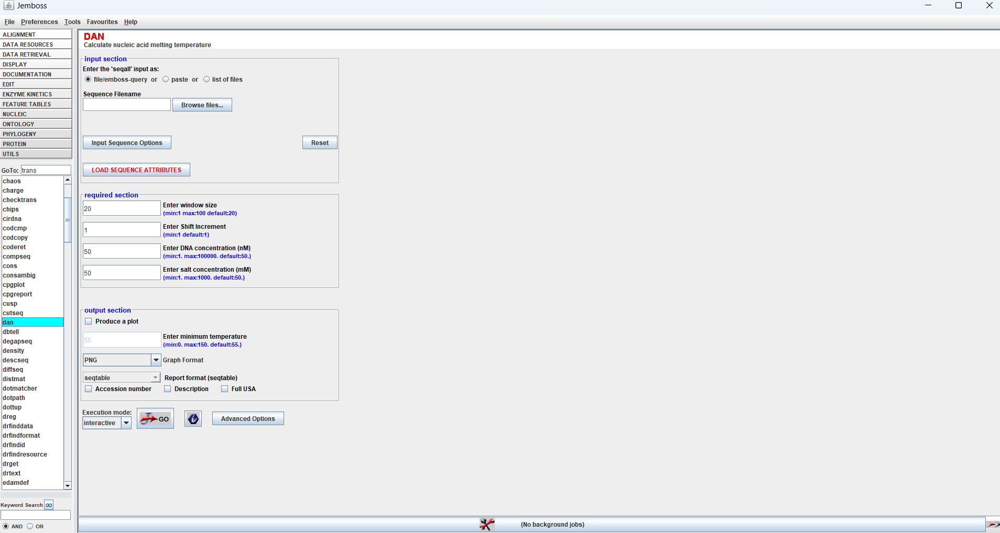 Jemboss
File Preferences Tools Favourites Help
ALIGNMENT
DATA RESOURCES
DATA RETRIEVAL
DISPLAY
DOCUMENTATION
EDIT
ENZYME KINETICS
FEATURE TABLES
NUCLEIC
ONTOLOGY
PHYLOGENY
PROTEIN
UTILS
GoTo: trans
chaos
charge
checktrans
chips
cirdna
codcmp
codcopy
coderet
compseq
cons
consambig
cpgplot
cpgreport
cusp
cutseq
dan
dbtell
degapseq
density
descseq
diffseq
distmat
dotmatcher
dotpath
dottup
dreg
drfinddata
drfindformat
drfindid
drfindresource
drget
drtext
edamdef
Keyword Search GO
AND OR
DAN
Calculate nucleic acid melting temperature
input section
Enter the 'seqall' input as:
file/emboss-query or paste or list of files
Sequence Filename
Browse files...
Input Sequence Options Reset
LOAD SEQUENCE ATTRIBUTES
required section
20 Enter window size
(min:1 max:100 default:20)
1 Enter Shift Increment
(min:1 default:1)
50 Enter DNA concentration (nM)
(min:1. max:100000. default:50.)
50 Enter salt concentration (mM)
(min:1. max:1000. default:50.)
output section
Produce a plot
55 Enter minimum temperature
(min:0. max:150. default:55.)
PNG Graph Format
seqtable Report format (seqtable)
Accession number Description Full USA
Execution mode:
interactive GO i Advanced Options
(No background jobs)